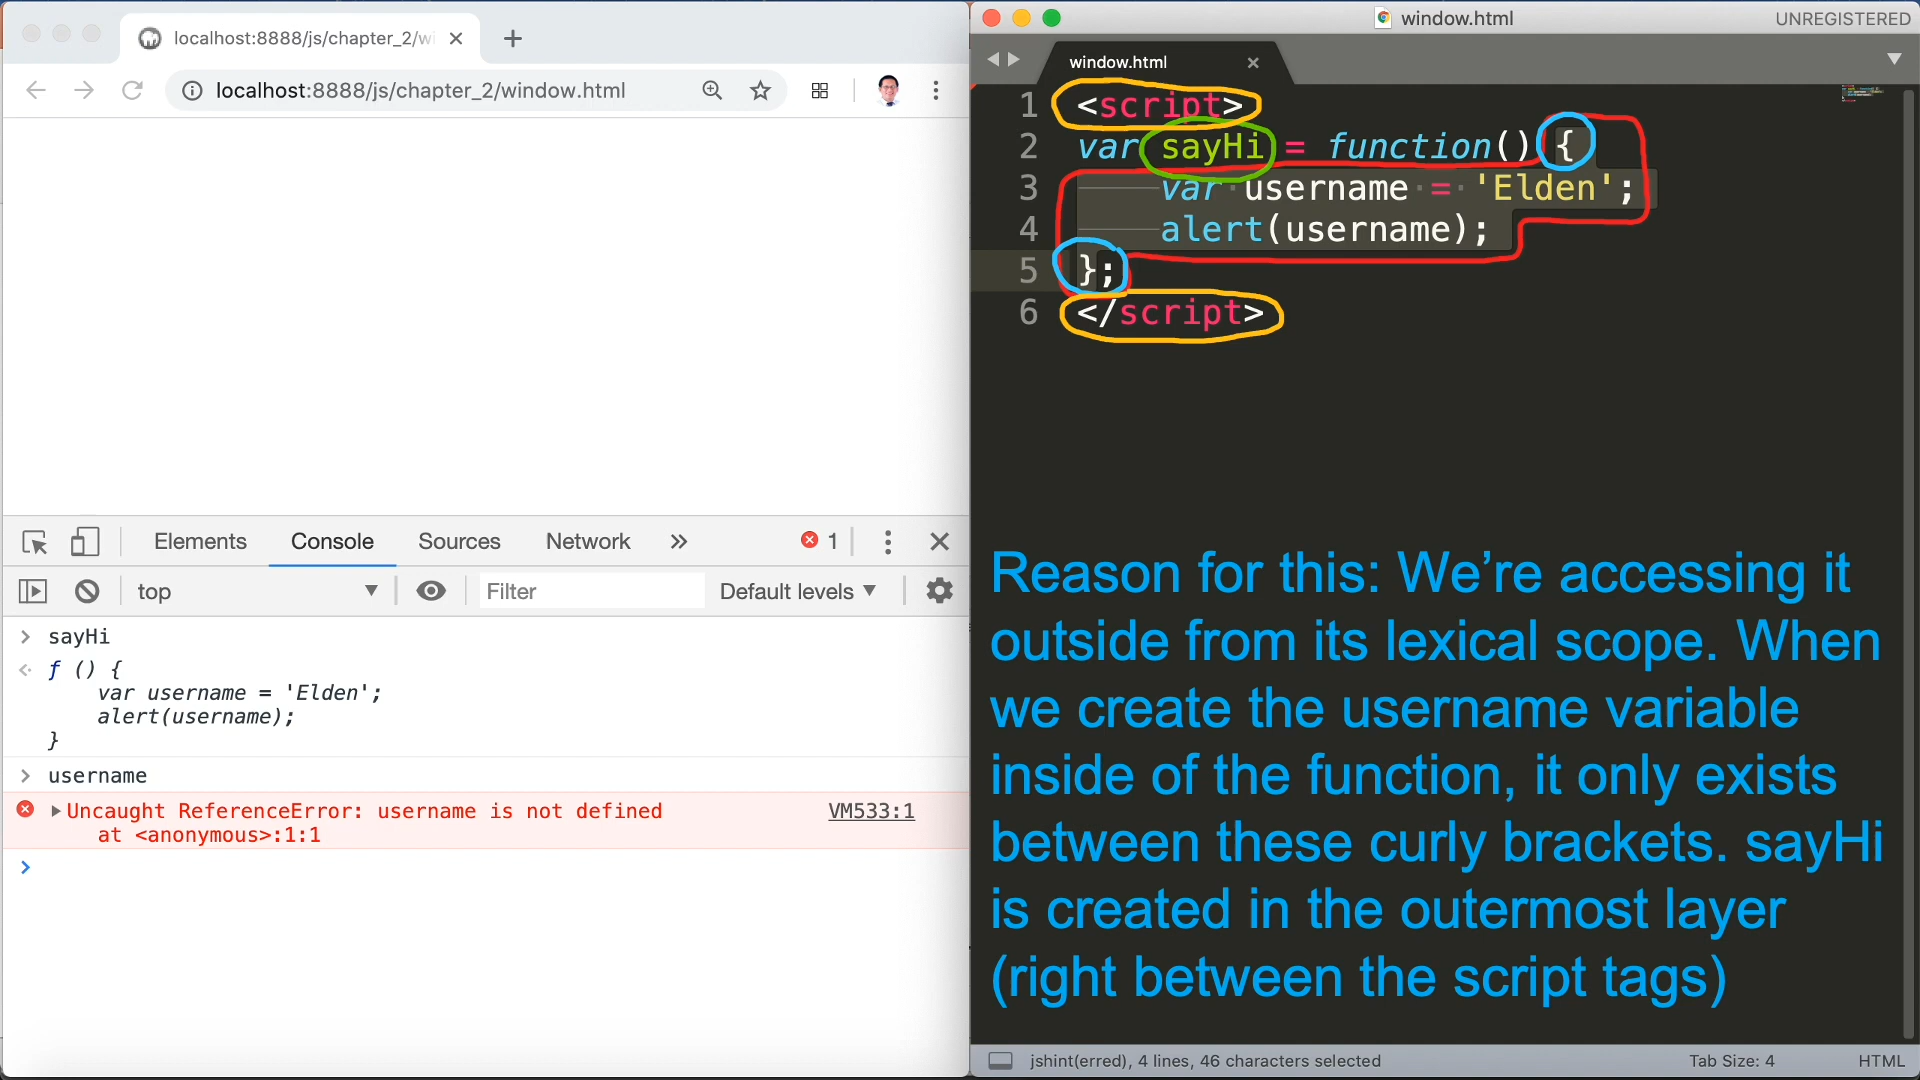 localhost:8888/js/chapter_2/wi
localhost:8888/js/chapter_2/window.html
Elements Console Sources Network » 1
top Filter Default levels
> sayHi
f () {
var username = 'Elden';
alert(username);
}
> username
Uncaught ReferenceError: username is not defined VM533:1
at <anonymous>:1:1
>
window.html UNREGISTERED
window.html
1 <script>
2 var sayHi = function() {
3 var username = 'Elden';
4 alert(username);
5 };
6 </script>
Reason for this: We’re accessing it
outside from its lexical scope. When
we create the username variable
inside of the function, it only exists
between these curly brackets. sayHi
is created in the outermost layer
(right between the script tags)
jshint(erred), 4 lines, 46 characters selected Tab Size: 4 HTML